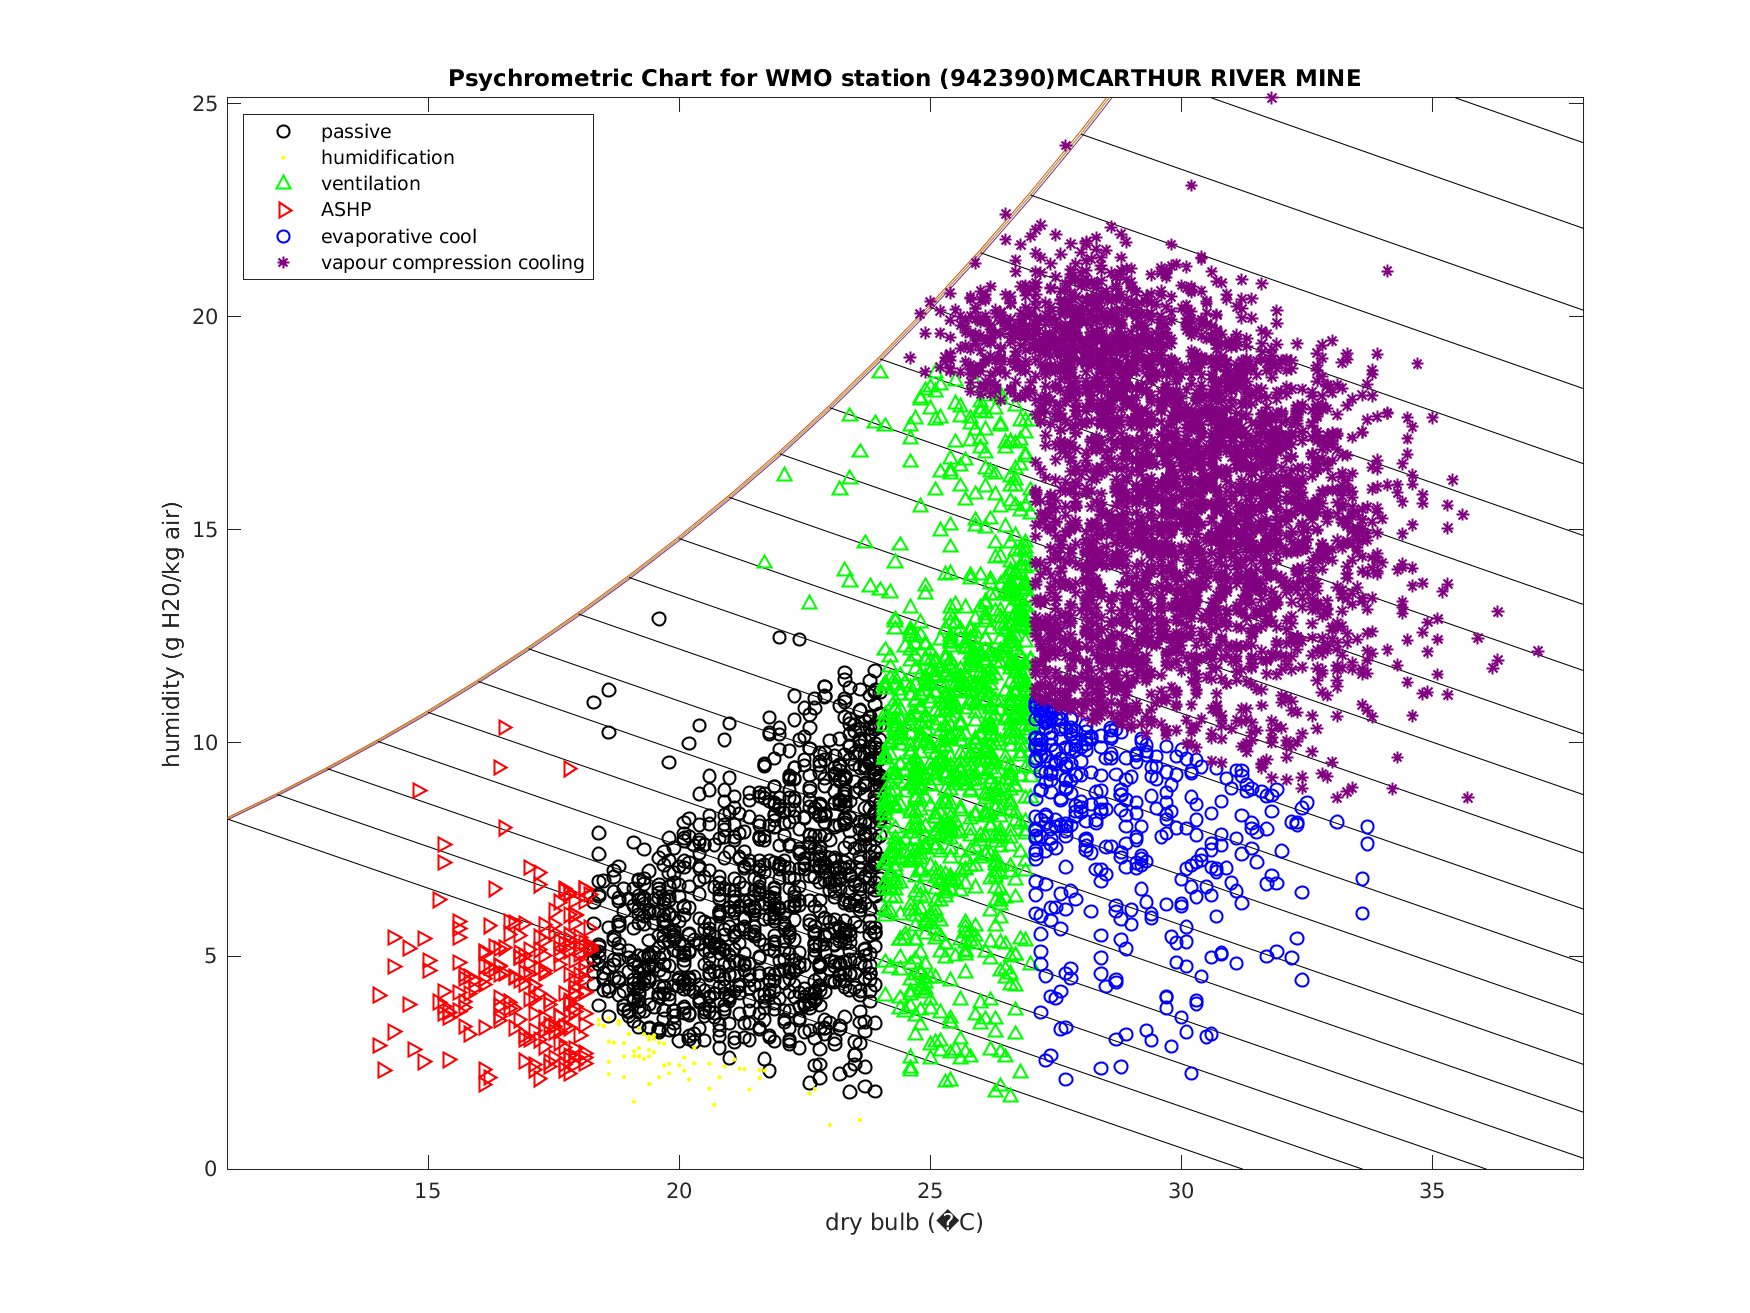 Psychrometric Chart for WMO station (942390)MCARTHUR RIVER MINE
passive
humidification
ventilation
ASHP
evaporative cool
vapour compression cooling
25
20
15
10
5
0
humidity (g H20/kg air)
15
20
25
30
35
dry bulb (�C)